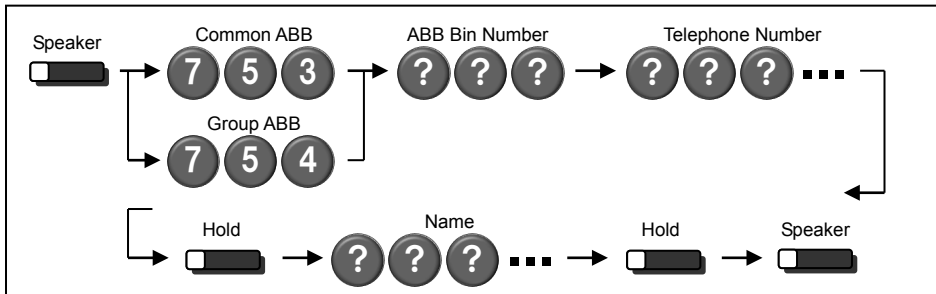 Speaker
Common ABB
7 5 3
ABB Bin Number
? ? ?
Telephone Number
? ? ?
Group ABB
7 5 4
Hold
Name
? ? ?
Hold
Speaker